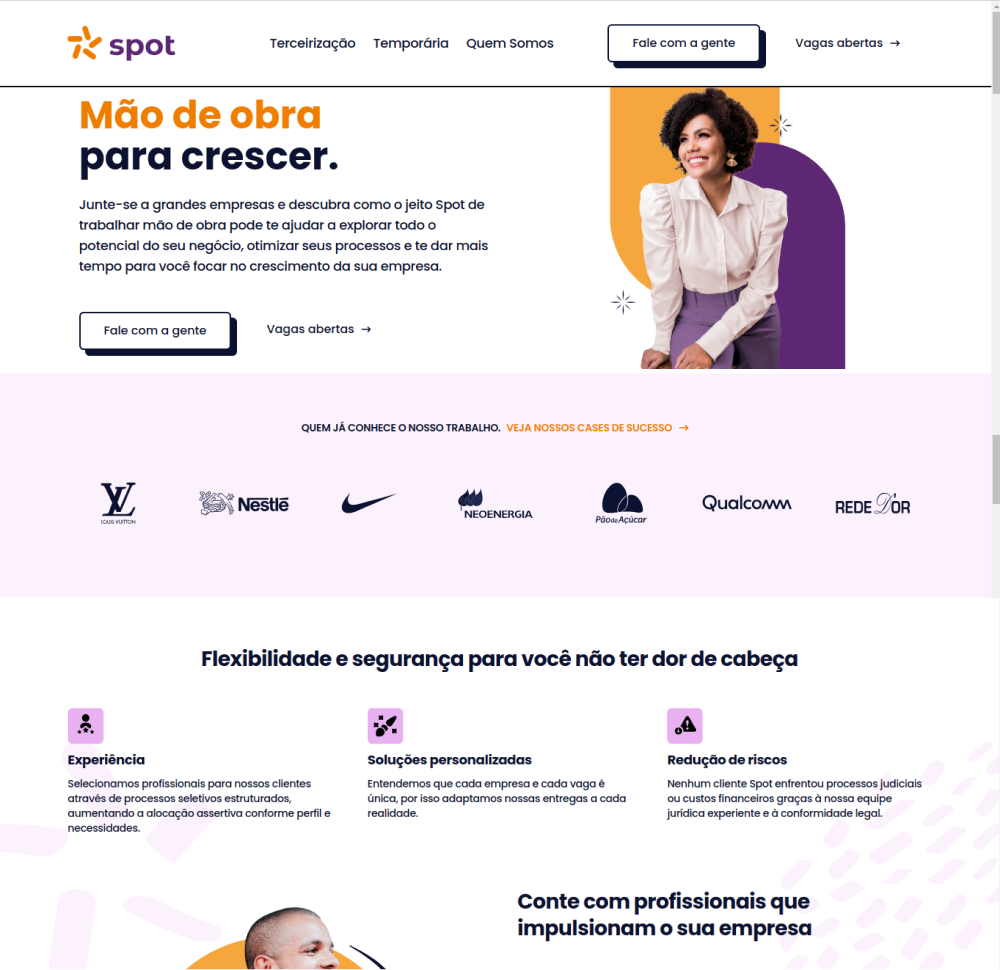 spot
Terceirização Temporária Quem Somos
Fale com a gente
Vagas abertas →
Mão de obra
para crescer.
Junte-se a grandes empresas e descubra como o jeito Spot de
trabalhar mão de obra pode te ajudar a explorar todo o
potencial do seu negócio, otimizar seus processos e te dar mais
tempo para você focar no crescimento da sua empresa.
Fale com a gente
Vagas abertas →
QUEM JÁ CONHECE O NOSSO TRABALHO. VEJA NOSSOS CASES DE SUCESSO →
LV
LOUIS VUITTON
Nestlé
NEOENERGIA
Pão de Açúcar
Qualcomm
REDE D'OR
Flexibilidade e segurança para você não ter dor de cabeça
Experiência
Selecionamos profissionais para nossos clientes
através de processos seletivos estruturados,
aumentando a alocação assertiva conforme perfil e
necessidades.
Soluções personalizadas
Entendemos que cada empresa e cada vaga é
única, por isso adaptamos nossas entregas a cada
realidade.
Redução de riscos
Nenhum cliente Spot enfrentou processos judiciais
ou custos financeiros graças à nossa equipe
jurídica experiente e à conformidade legal.
Conte com profissionais que
impulsionam o sua empresa